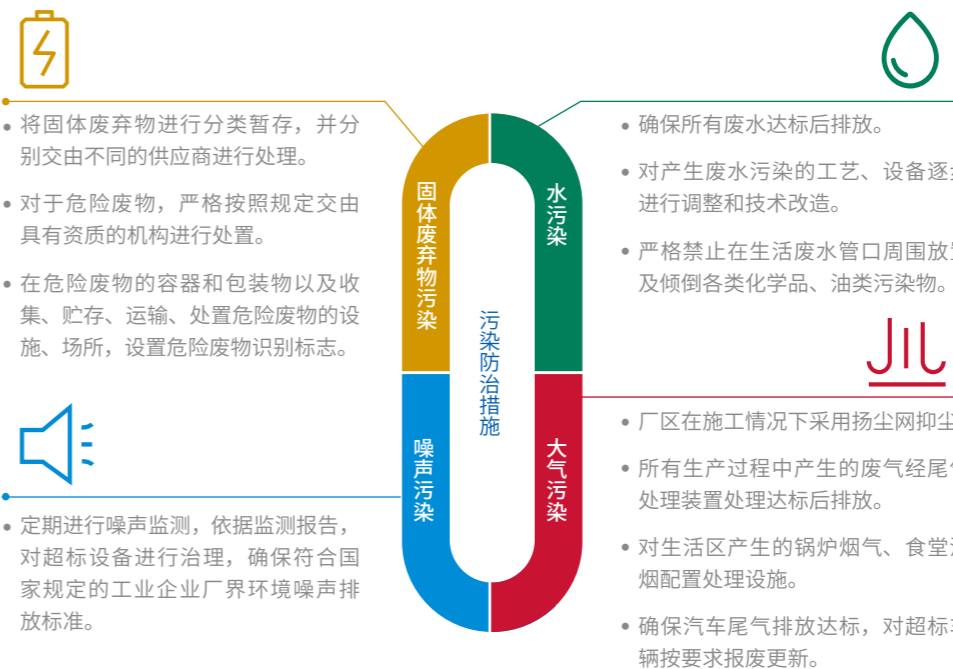 将固体废弃物进行分类暂存，并分
别交由不同的供应商进行处理。
对于危险废物，严格按照规定交由
具有资质的机构进行处置。
在危险废物的容器和包装物以及收
集、贮存、运输、处置危险废物的设
施、场所，设置危险废物识别标志。
定期进行噪声监测，依据监测报告，
对超标设备进行治理，确保符合国
家规定的工业企业厂界环境噪声排
放标准。
固体废弃物污染
水污染
污染防治措施
噪声污染
大气污染
确保所有废水达标后排放。
对产生废水污染的工艺、设备逐
进行调整和技术改造。
严格禁止在生活废水管口周围放
及倾倒各类化学品、油类污染物。
厂区在施工情况下采用扬尘网抑尘
所有生产过程中产生的废气经尾
处理装置处理达标后排放。
对生活区产生的锅炉烟气、食堂
烟配置处理设施。
确保汽车尾气排放达标，对超标
辆按要求报废更新。